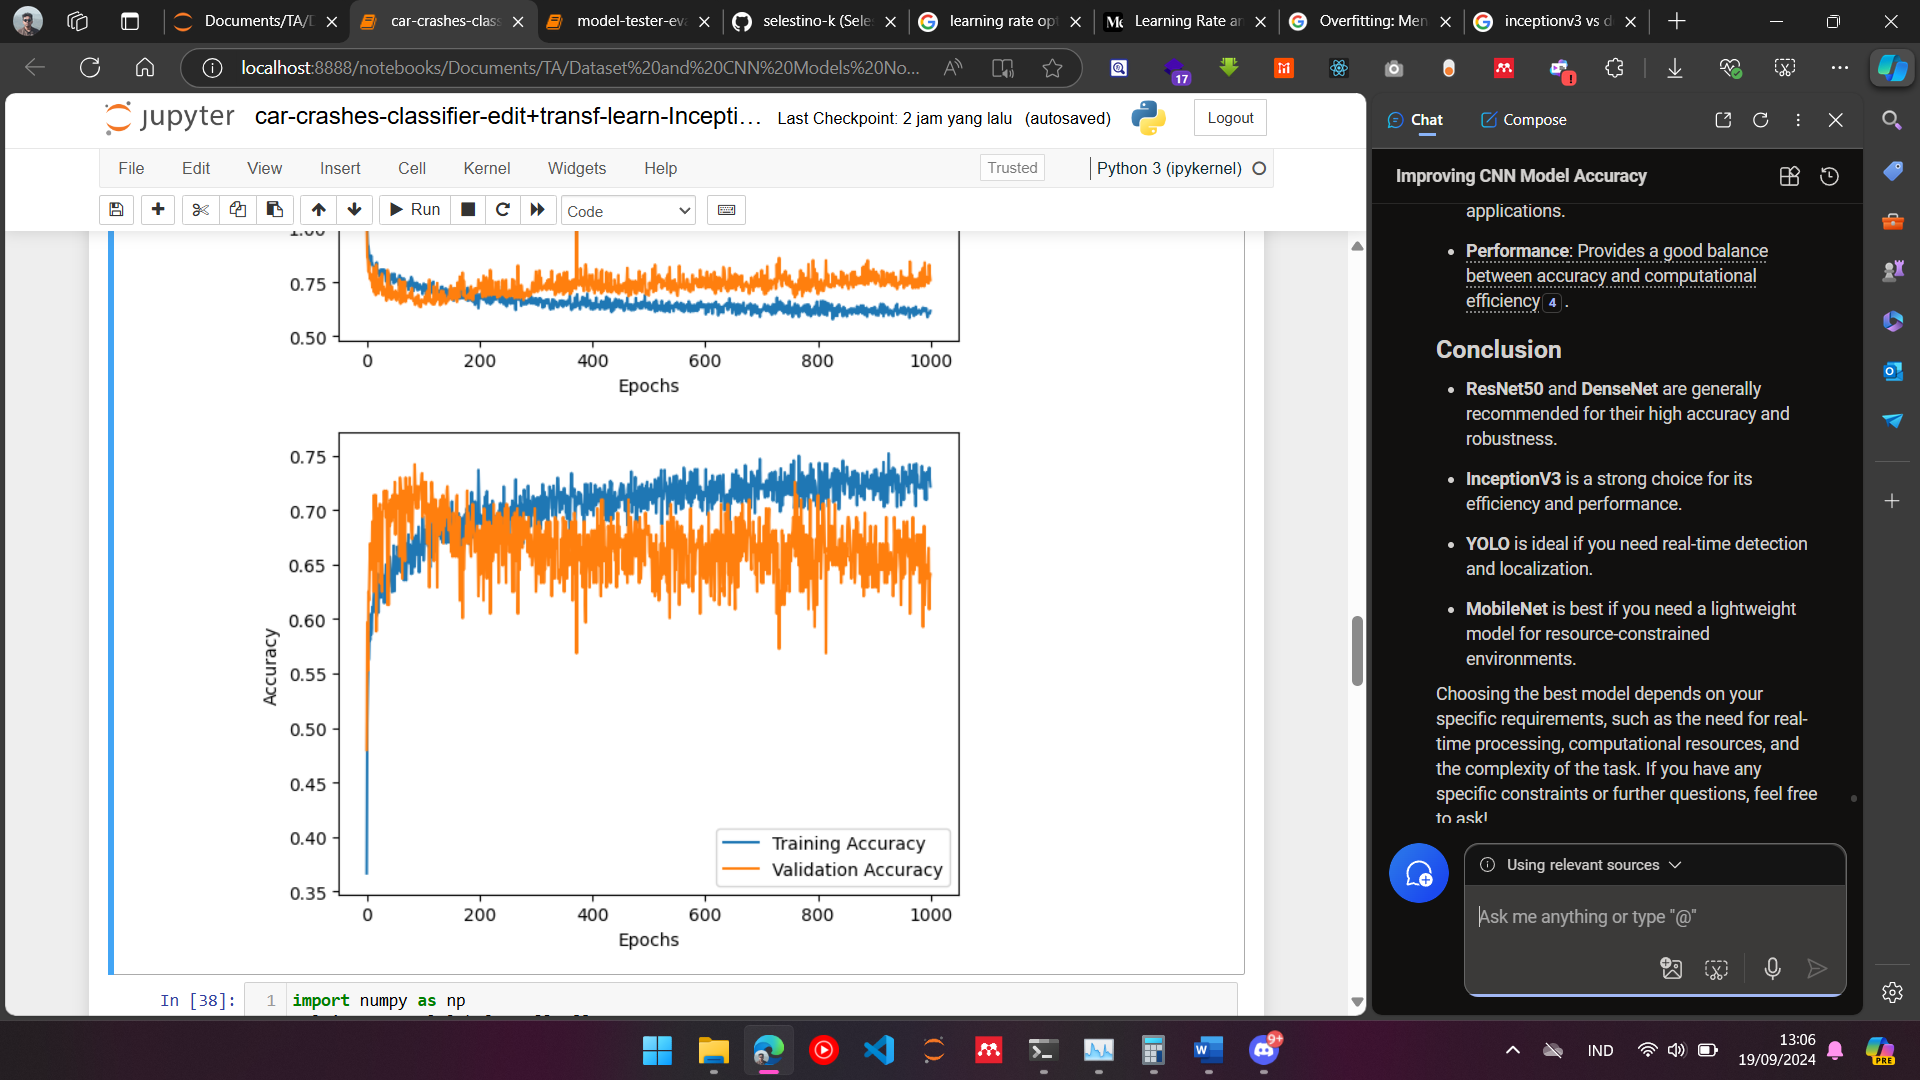 Documents/TA/D
car-crashes-class
model-tester-eva
selestino-k (Sele
learning rate opt
Learning Rate an
Overfitting: Men
inceptionv3 vs d
localhost:8888/notebooks/Documents/TA/Dataset%20and%20CNN%20Models%20No...
17
jupyter car-crashes-classifier-edit+transf-learn-Incepti... Last Checkpoint: 2 jam yang lalu (autosaved)
Logout
File Edit View Insert Cell Kernel Widgets Help
Trusted
Python 3 (ipykernel)
Run
Code
1.00
0.75
0.50
0 200 400 600 800 1000
Epochs
0.75
0.70
0.65
0.60
0.55
0.50
0.45
0.40
0.35
Accuracy
Training Accuracy
Validation Accuracy
0 200 400 600 800 1000
Epochs
In [38]: 1 import numpy as np
Chat Compose
Improving CNN Model Accuracy
applications.
Performance: Provides a good balance
between accuracy and computational
efficiency 4 .
Conclusion
• ResNet50 and DenseNet are generally
recommended for their high accuracy and
robustness.
• InceptionV3 is a strong choice for its
efficiency and performance.
• YOLO is ideal if you need real-time detection
and localization.
• MobileNet is best if you need a lightweight
model for resource-constrained
environments.
Choosing the best model depends on your
specific requirements, such as the need for real-
time processing, computational resources, and
the complexity of the task. If you have any
specific constraints or further questions, feel free
to ask!
Using relevant sources
Ask me anything or type "@"
9+
IND
13:06
19/09/2024
PRE